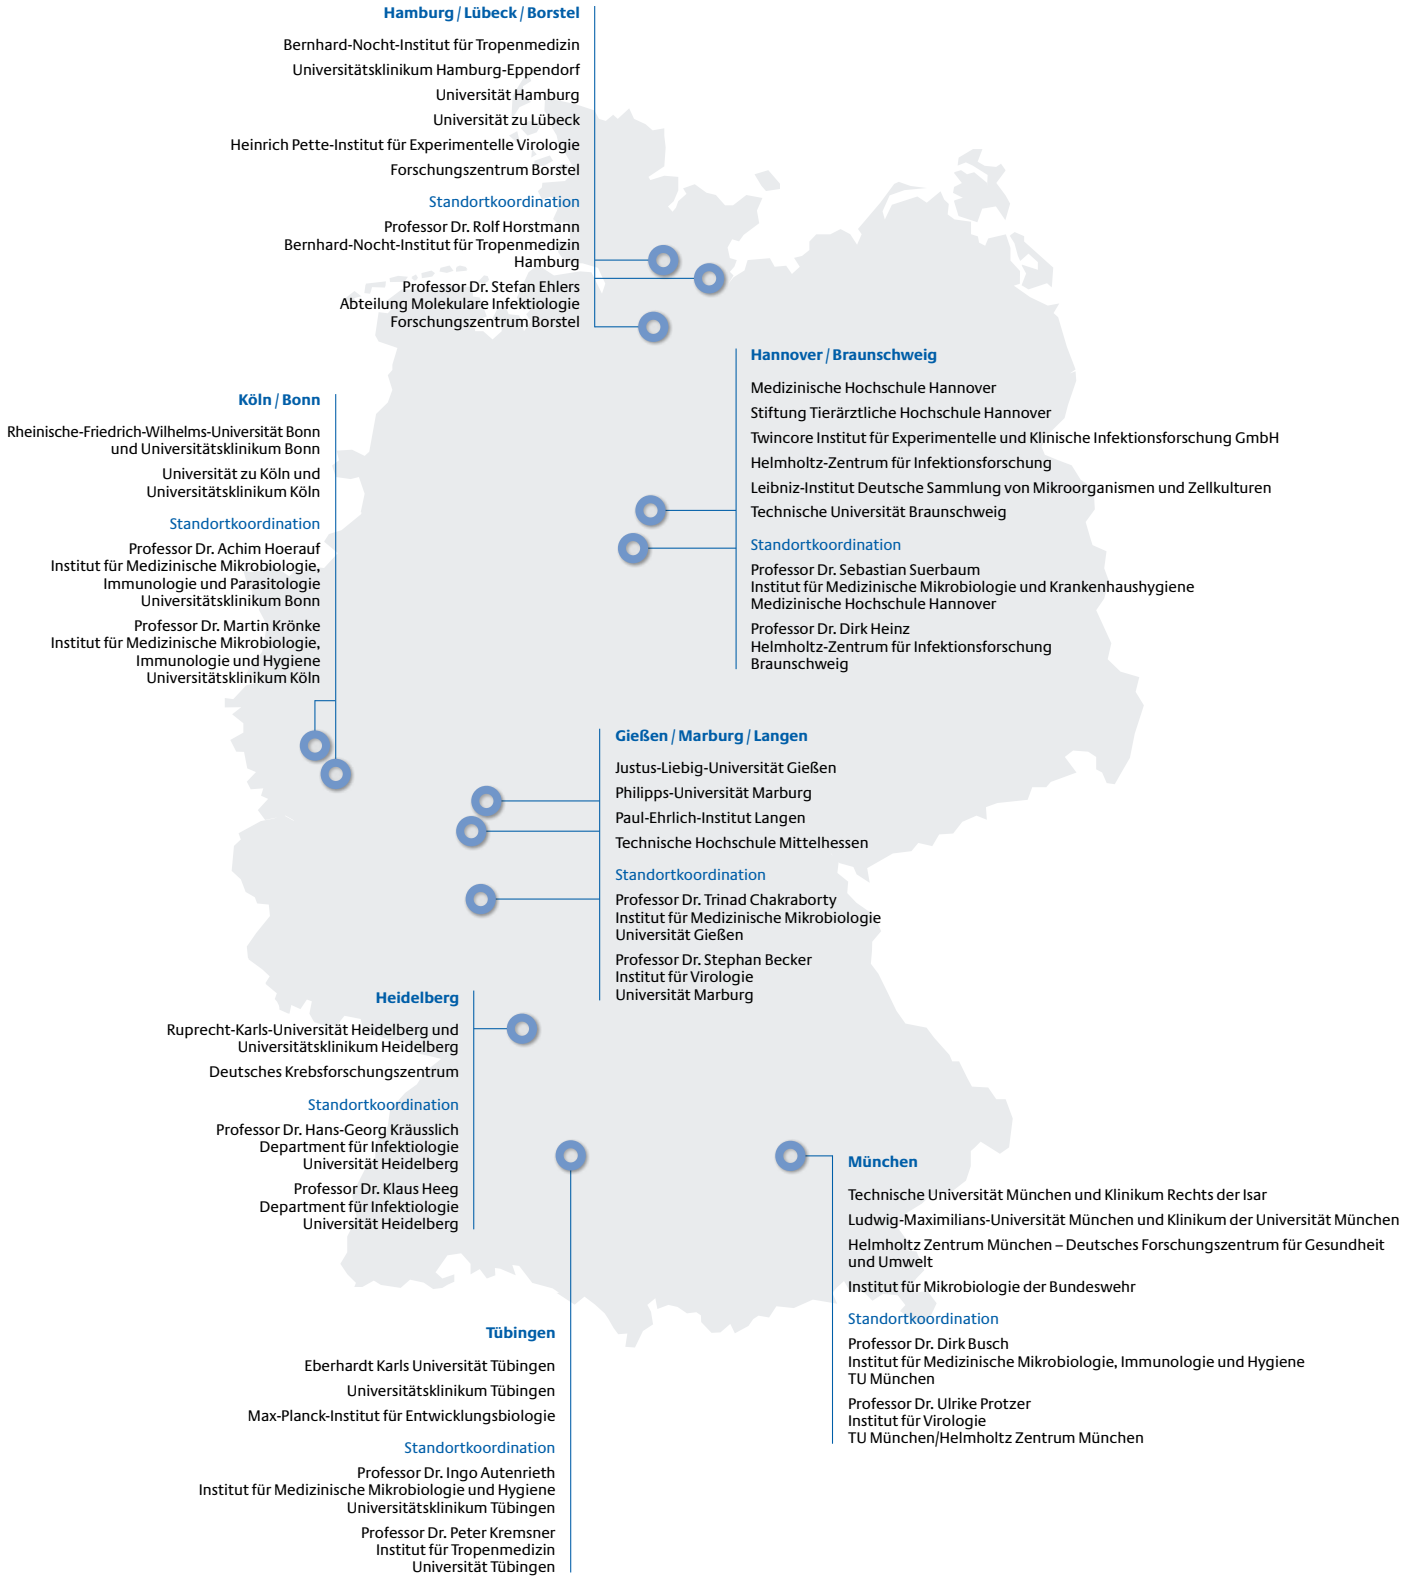 Hamburg / Lübeck / Borstel
Bernhard-Nocht-Institut für Tropenmedizin
Universitätsklinikum Hamburg-Eppendorf
Universität Hamburg
Universität zu Lübeck
Heinrich Pette-Institut für Experimentelle Virologie
Forschungszentrum Borstel
Standortkoordination
Professor Dr. Rolf Horstmann
Bernhard-Nocht-Institut für Tropenmedizin
Hamburg
Professor Dr. Stefan Ehlers
Abteilung Molekulare Infektiologie
Forschungszentrum Borstel
Hannover / Braunschweig
Medizinische Hochschule Hannover
Stiftung Tierärztliche Hochschule Hannover
Twincore Institut für Experimentelle und Klinische Infektionsforschung GmbH
Helmholtz-Zentrum für Infektionsforschung
Leibniz-Institut Deutsche Sammlung von Mikroorganismen und Zellkulturen
Technische Universität Braunschweig
Standortkoordination
Professor Dr. Sebastian Suerbaum
Institut für Medizinische Mikrobiologie und Krankenhaushygiene
Medizinische Hochschule Hannover
Professor Dr. Dirk Heinz
Helmholtz-Zentrum für Infektionsforschung
Braunschweig
Köln / Bonn
Rheinische-Friedrich-Wilhelms-Universität Bonn
und Universitätsklinikum Bonn
Universität zu Köln und
Universitätsklinikum Köln
Standortkoordination
Professor Dr. Achim Hoerauf
Institut für Medizinische Mikrobiologie,
Immunologie und Parasitologie
Universitätsklinikum Bonn
Professor Dr. Martin Krönke
Institut für Medizinische Mikrobiologie,
Immunologie und Hygiene
Universitätsklinikum Köln
Gießen / Marburg / Langen
Justus-Liebig-Universität Gießen
Philipps-Universität Marburg
Paul-Ehrlich-Institut Langen
Technische Hochschule Mittelhessen
Standortkoordination
Professor Dr. Trinad Chakraborty
Institut für Medizinische Mikrobiologie
Universität Gießen
Professor Dr. Stephan Becker
Institut für Virologie
Universität Marburg
Heidelberg
Ruprecht-Karls-Universität Heidelberg und
Universitätsklinikum Heidelberg
Deutsches Krebsforschungszentrum
Standortkoordination
Professor Dr. Hans-Georg Kräusslich
Department für Infektiologie
Universität Heidelberg
Professor Dr. Klaus Heeg
Department für Infektiologie
Universität Heidelberg
München
Technische Universität München und Klinikum Rechts der Isar
Ludwig-Maximilians-Universität München und Klinikum der Universität München
Helmholtz Zentrum München – Deutsches Forschungszentrum für Gesundheit
und Umwelt
Institut für Mikrobiologie der Bundeswehr
Standortkoordination
Professor Dr. Dirk Busch
Institut für Medizinische Mikrobiologie, Immunologie und Hygiene
TU München
Professor Dr. Ulrike Protzer
Institut für Virologie
TU München/Helmholtz Zentrum München
Tübingen
Eberhardt Karls Universität Tübingen
Universitätsklinikum Tübingen
Max-Planck-Institut für Entwicklungsbiologie
Standortkoordination
Professor Dr. Ingo Autenrieth
Institut für Medizinische Mikrobiologie und Hygiene
Universitätsklinikum Tübingen
Professor Dr. Peter Kremsner
Institut für Tropenmedizin
Universität Tübingen